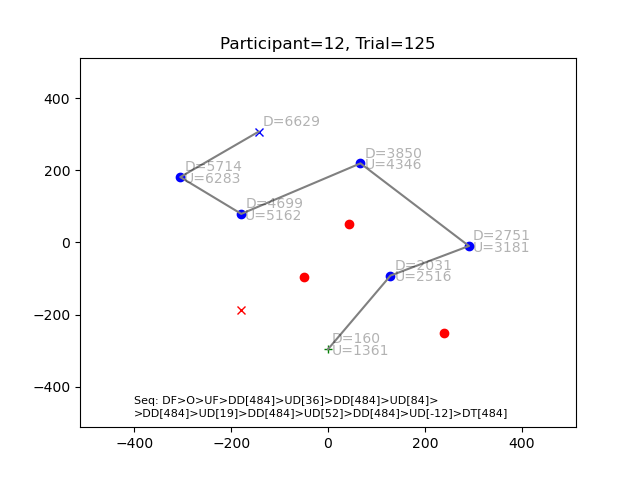 Participant=12, Trial=125
D=6629
D=5714
U=6283
D=4699
U=5162
D=3850
U=4346
D=2751
U=3181
D=2031
U=2516
D=160
U=1361
Seq: DF>O>UF>DD[484]>UD[36]>DD[484]>UD[84]>
>DD[484]>UD[19]>DD[484]>UD[52]>DD[484]>UD[-12]>DT[484]
400
200
0
−200
−400
−400 −200 0 200 400